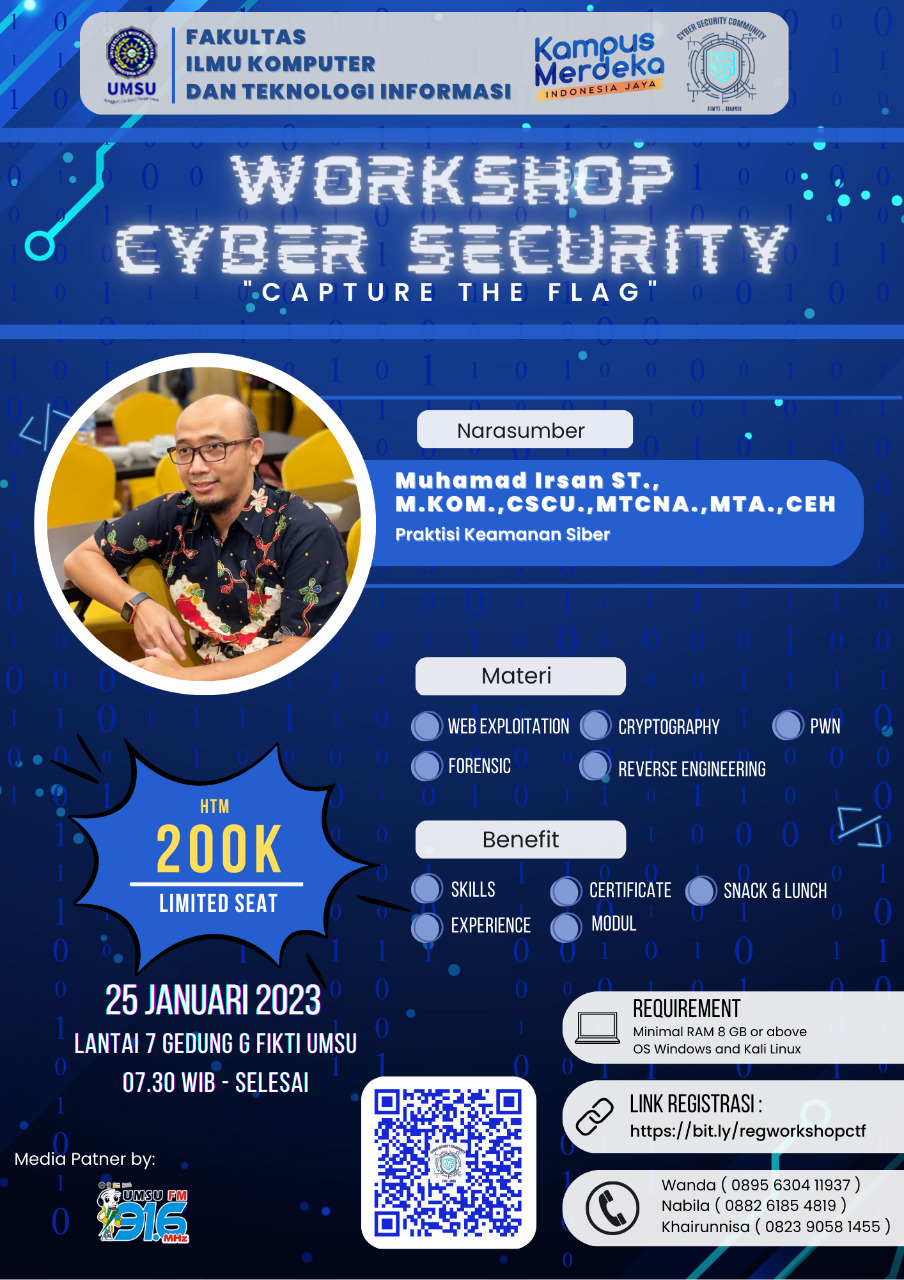 UMSU
FAKULTAS
ILMU KOMPUTER
DAN TEKNOLOGI INFORMASI
Kampus
Merdeka
INDONESIA JAYA
CYBER SECURITY COMMUNITY
FIKTI - UMSU
WORKSHOP
CYBER SECURITY
"CAPTURE THE FLAG"
Narasumber
Muhamad Irsan ST.,
M.KOM.,CSCU.,MTCNA.,MTA.,CEH
Praktisi Keamanan Siber
Materi
WEB EXPLOITATION
CRYPTOGRAPHY
PWN
FORENSIC
REVERSE ENGINEERING
HTM
200K
LIMITED SEAT
Benefit
SKILLS
CERTIFICATE
SNACK & LUNCH
EXPERIENCE
MODUL
25 JANUARI 2023
LANTAI 7 GEDUNG G FIKTI UMSU
07.30 WIB - SELESAI
REQUIREMENT
Minimal RAM 8 GB or above
OS Windows and Kali Linux
LINK REGISTRASI :
https://bit.ly/regworkshopctf
Wanda ( 0895 6304 11937 )
Nabila ( 0882 6185 4819 )
Khairunnisa ( 0823 9058 1455 )
Media Patner by:
UMSU FM
91.6
MHz